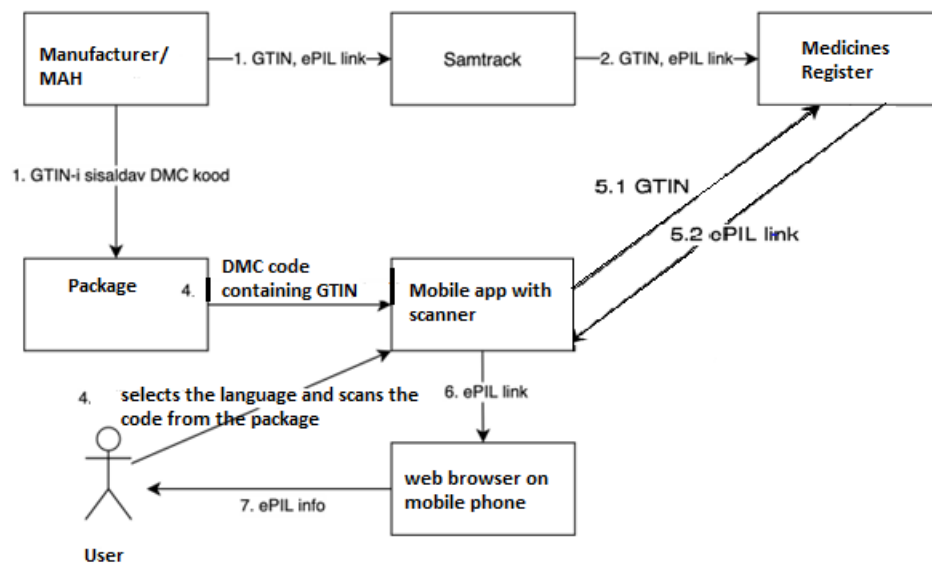 Manufacturer/
MAH
1. GTIN, ePIL link
Samtrack
2. GTIN, ePIL link
Medicines
Register
1. GTIN-i sisaldav DMC kood
5.1 GTIN
5.2 ePIL link
Package
4.
DMC code
containing GTIN
Mobile app with
scanner
4.
selects the language and scans the
code from the package
6. ePIL link
web browser on
mobile phone
7. ePIL info
User